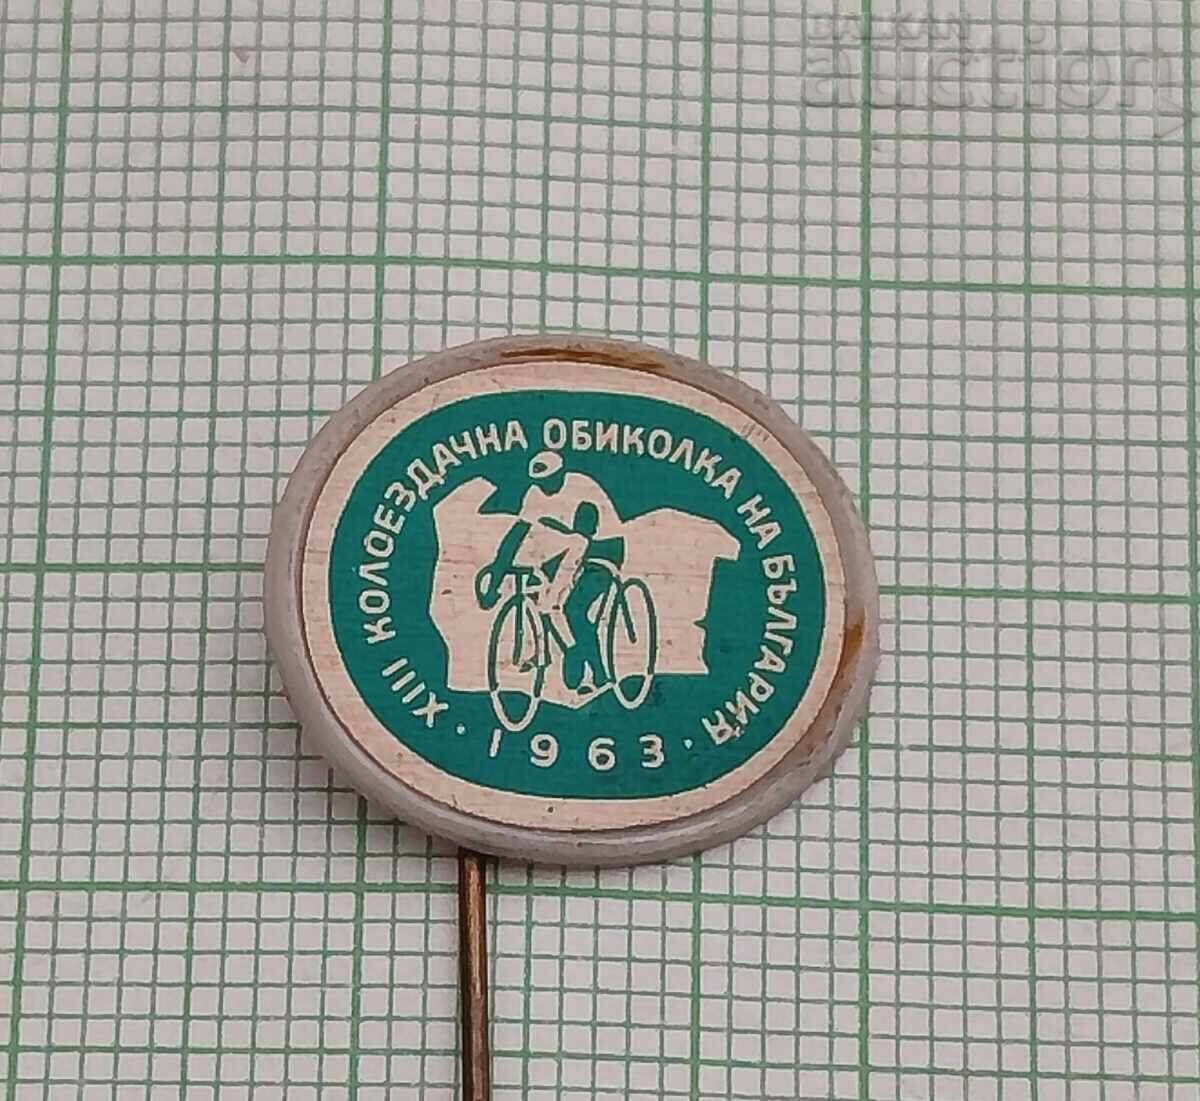 BALKAN
auction
XIII КОЛОЕЗДАЧНА ОБИКОЛКА НА БЪЛГАРИЯ
· 1963 ·